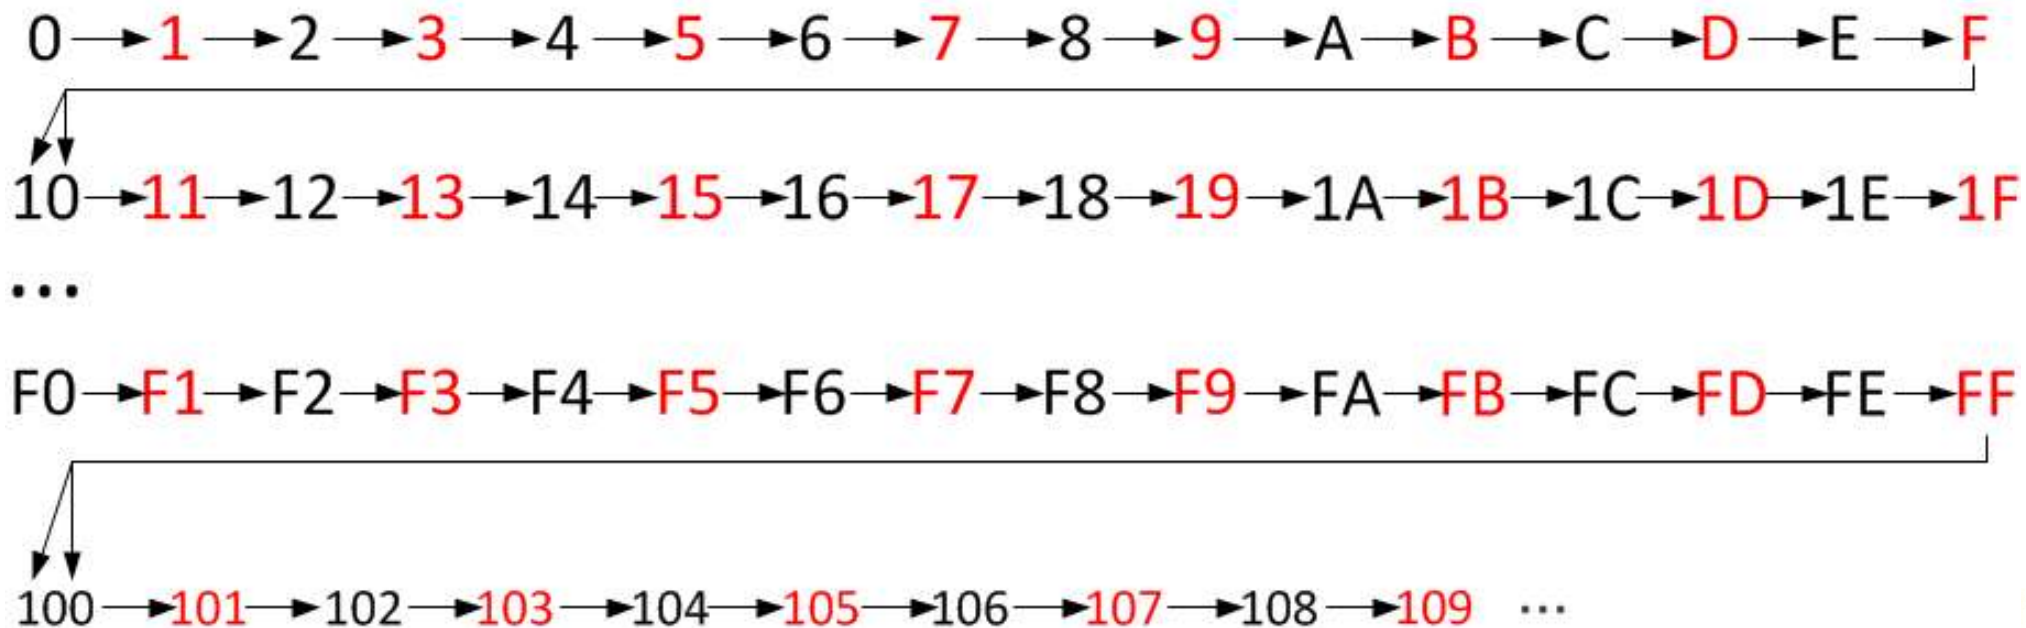 0 → 1 → 2 → 3 → 4 → 5 → 6 → 7 → 8 → 9 → A → B → C → D → E → F
10 → 11 → 12 → 13 → 14 → 15 → 16 → 17 → 18 → 19 → 1A → 1B → 1C → 1D → 1E → 1F
...
F0 → F1 → F2 → F3 → F4 → F5 → F6 → F7 → F8 → F9 → FA → FB → FC → FD → FE → FF
100 → 101 → 102 → 103 → 104 → 105 → 106 → 107 → 108 → 109 ...